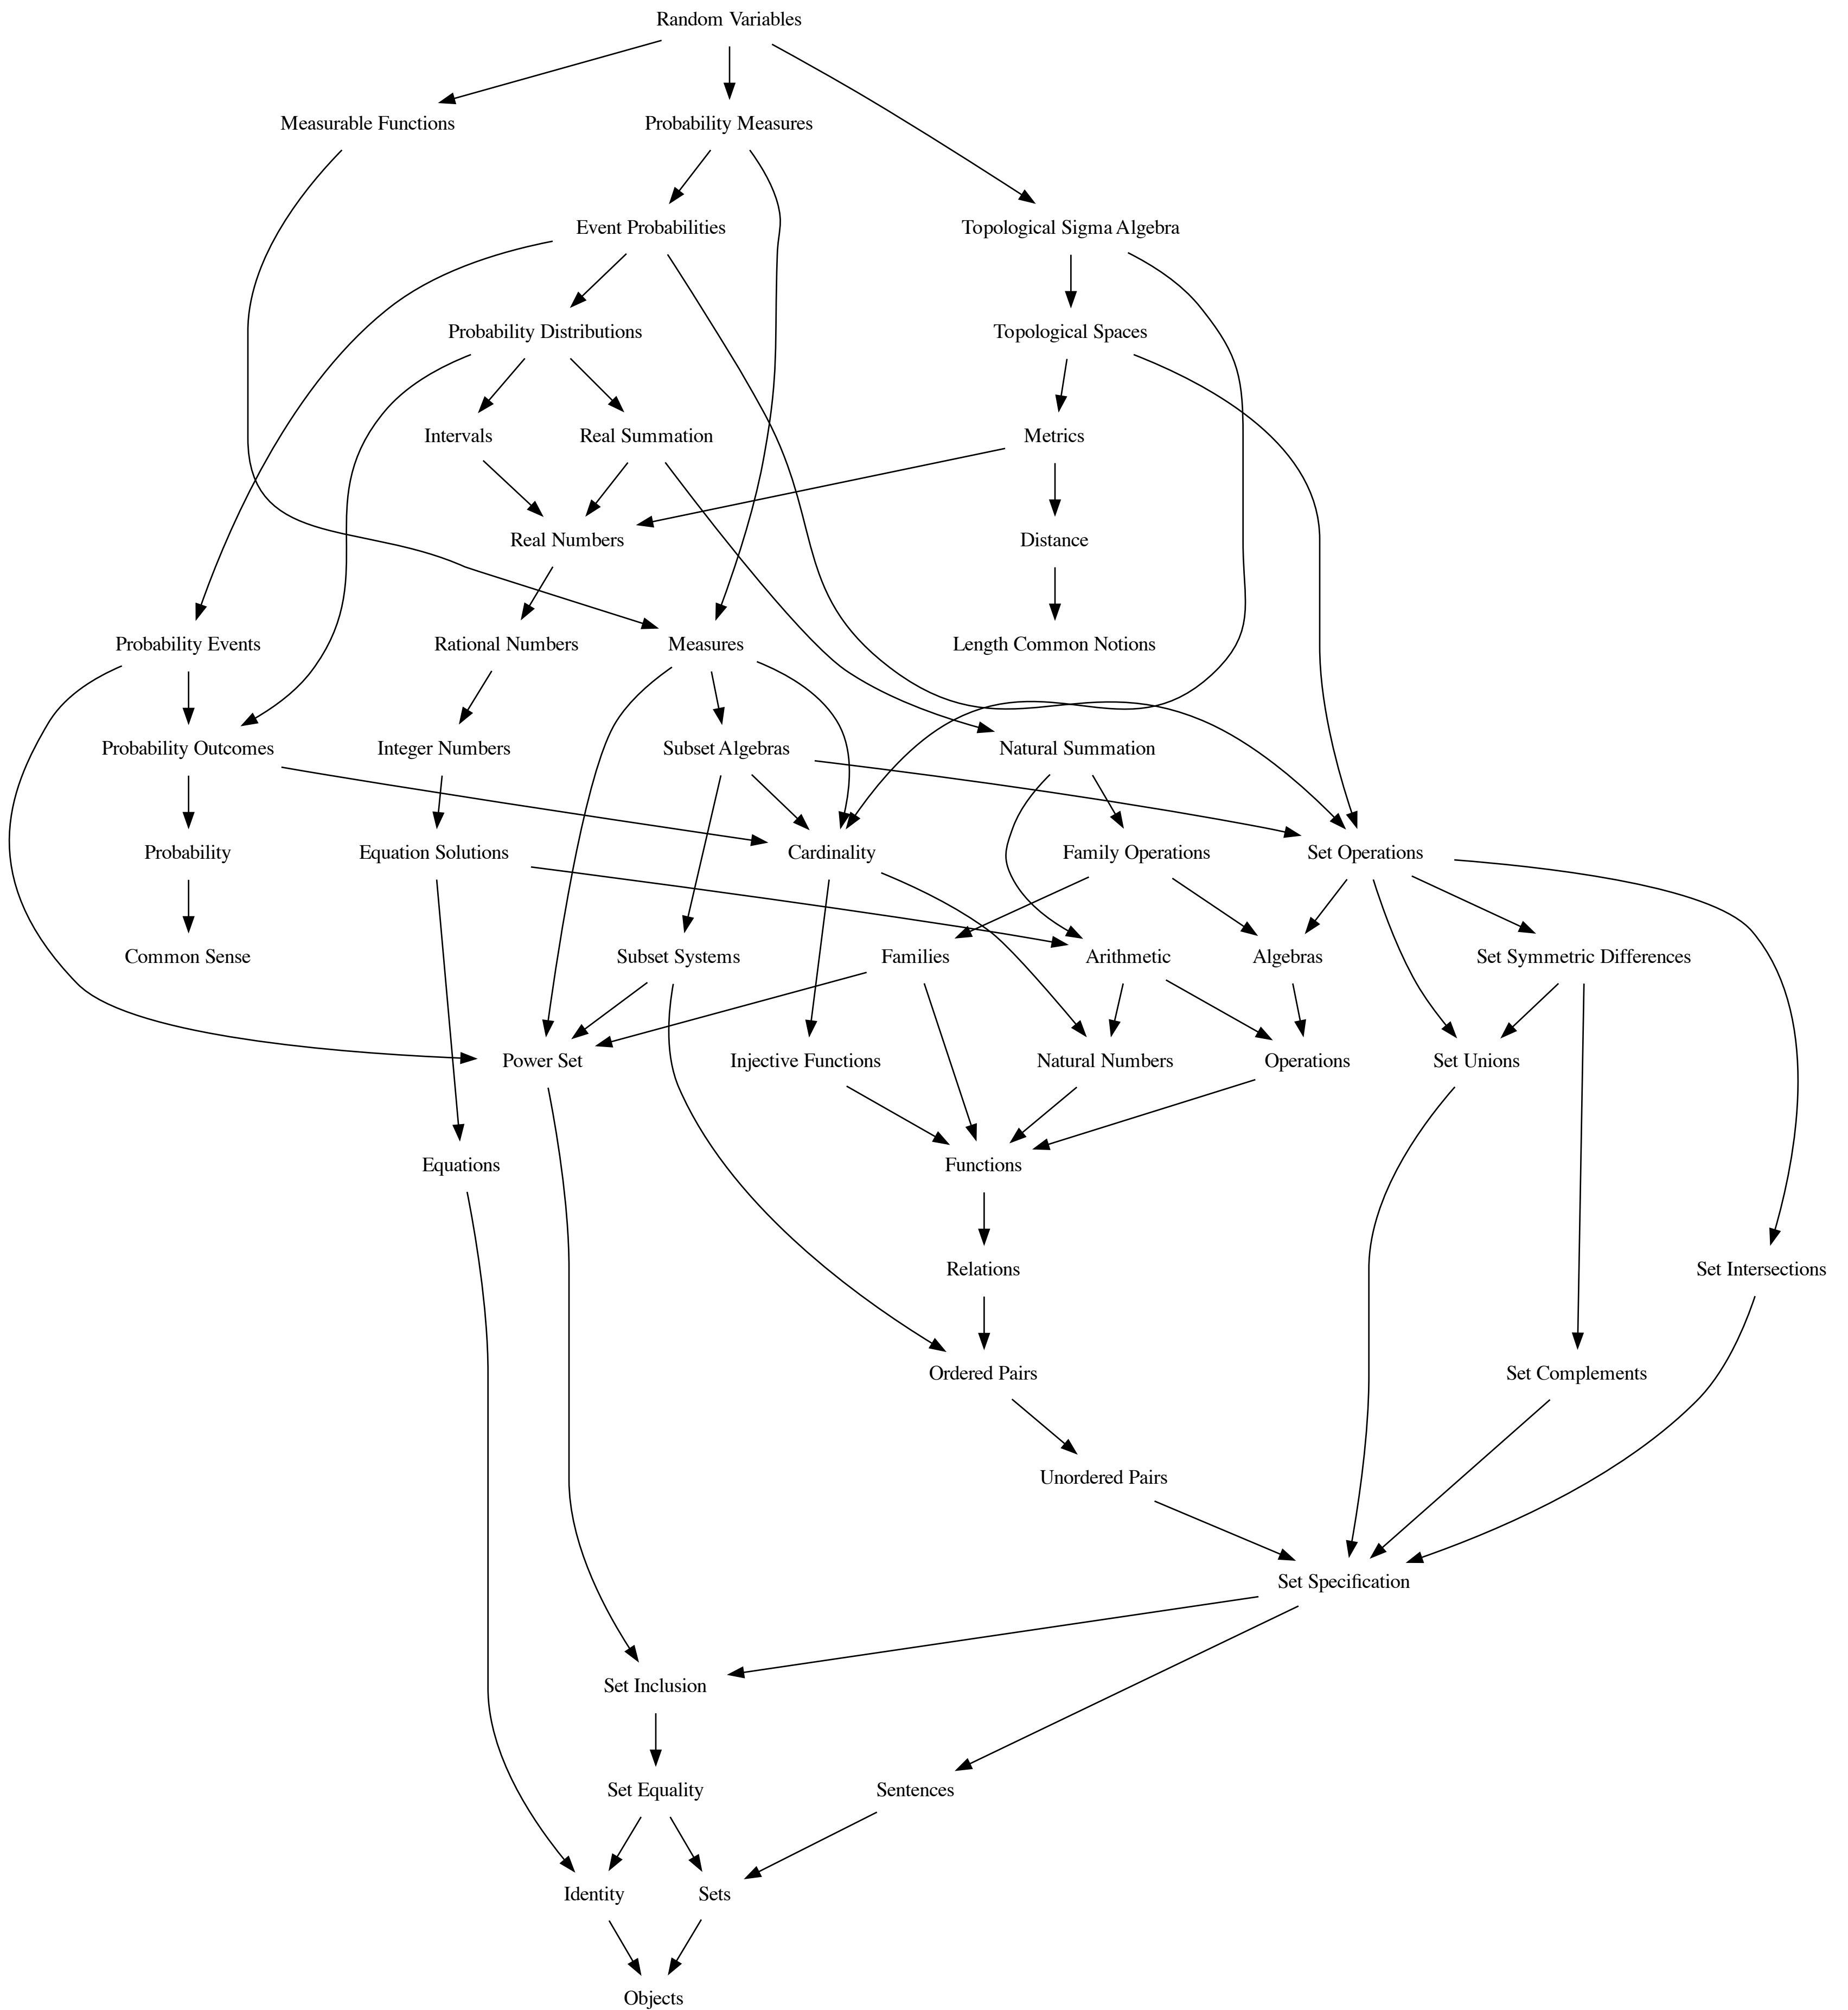 Random Variables
Measurable Functions
Probability Measures
Event Probabilities
Topological Sigma Algebra
Probability Distributions
Topological Spaces
Intervals
Real Summation
Metrics
Real Numbers
Distance
Probability Events
Rational Numbers
Measures
Length Common Notions
Probability Outcomes
Integer Numbers
Subset Algebras
Natural Summation
Probability
Equation Solutions
Cardinality
Family Operations
Set Operations
Common Sense
Subset Systems
Families
Arithmetic
Algebras
Set Symmetric Differences
Power Set
Injective Functions
Natural Numbers
Operations
Set Unions
Equations
Functions
Relations
Set Intersections
Ordered Pairs
Set Complements
Unordered Pairs
Set Specification
Set Inclusion
Set Equality
Sentences
Identity
Sets
Objects